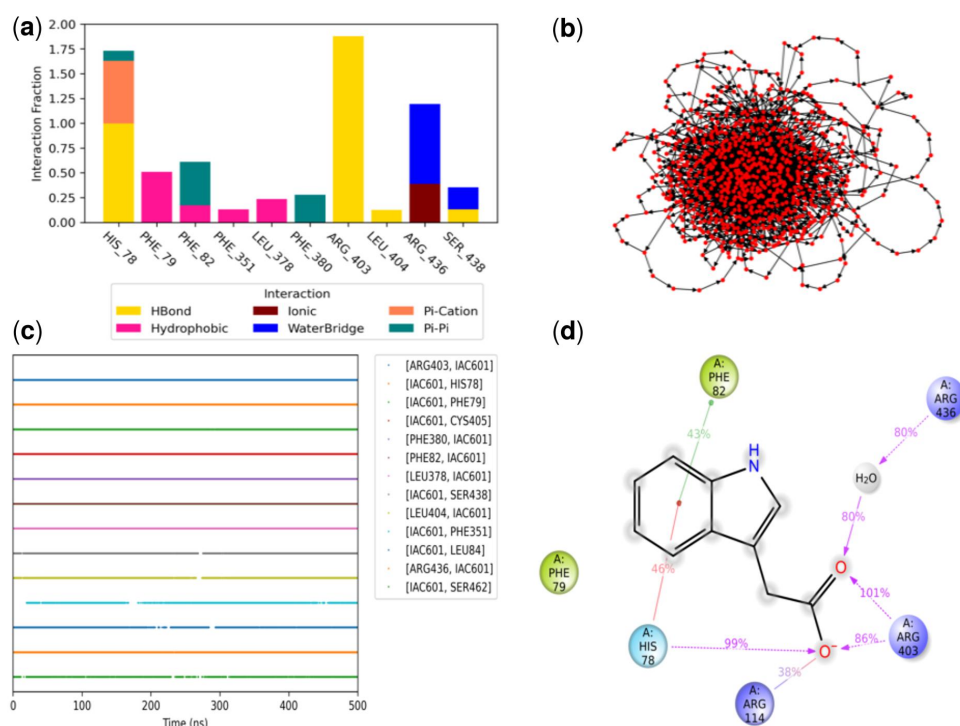 (a)
2.00
1.75
1.50
1.25
1.00
0.75
0.50
0.25
0.00
Interaction Fraction
HIS_78
PHE_79
PHE_82
PHE_351
LEU_378
PHE_380
ARG_403
LEU_404
ARG_436
SER_438
Interaction
HBond
Ionic
Pi-Cation
Hydrophobic
WaterBridge
Pi-Pi
(b)
(c)
[ARG403, IAC601]
[IAC601, HIS78]
[IAC601, PHE79]
[IAC601, CYS405]
[PHE380, IAC601]
[PHE82, IAC601]
[LEU378, IAC601]
[IAC601, SER438]
[LEU404, IAC601]
[IAC601, PHE351]
[IAC601, LEU84]
[ARG436, IAC601]
[IAC601, SER462]
0 100 200 300 400 500
Time (ns)
(d)
A:
PHE
82
A:
ARG
436
43%
80%
H
N
H₂O
80%
A:
PHE
79
46%
O
101%
A:
HIS
78
99%
O⁻
86%
A:
ARG
403
38%
A:
ARG
114